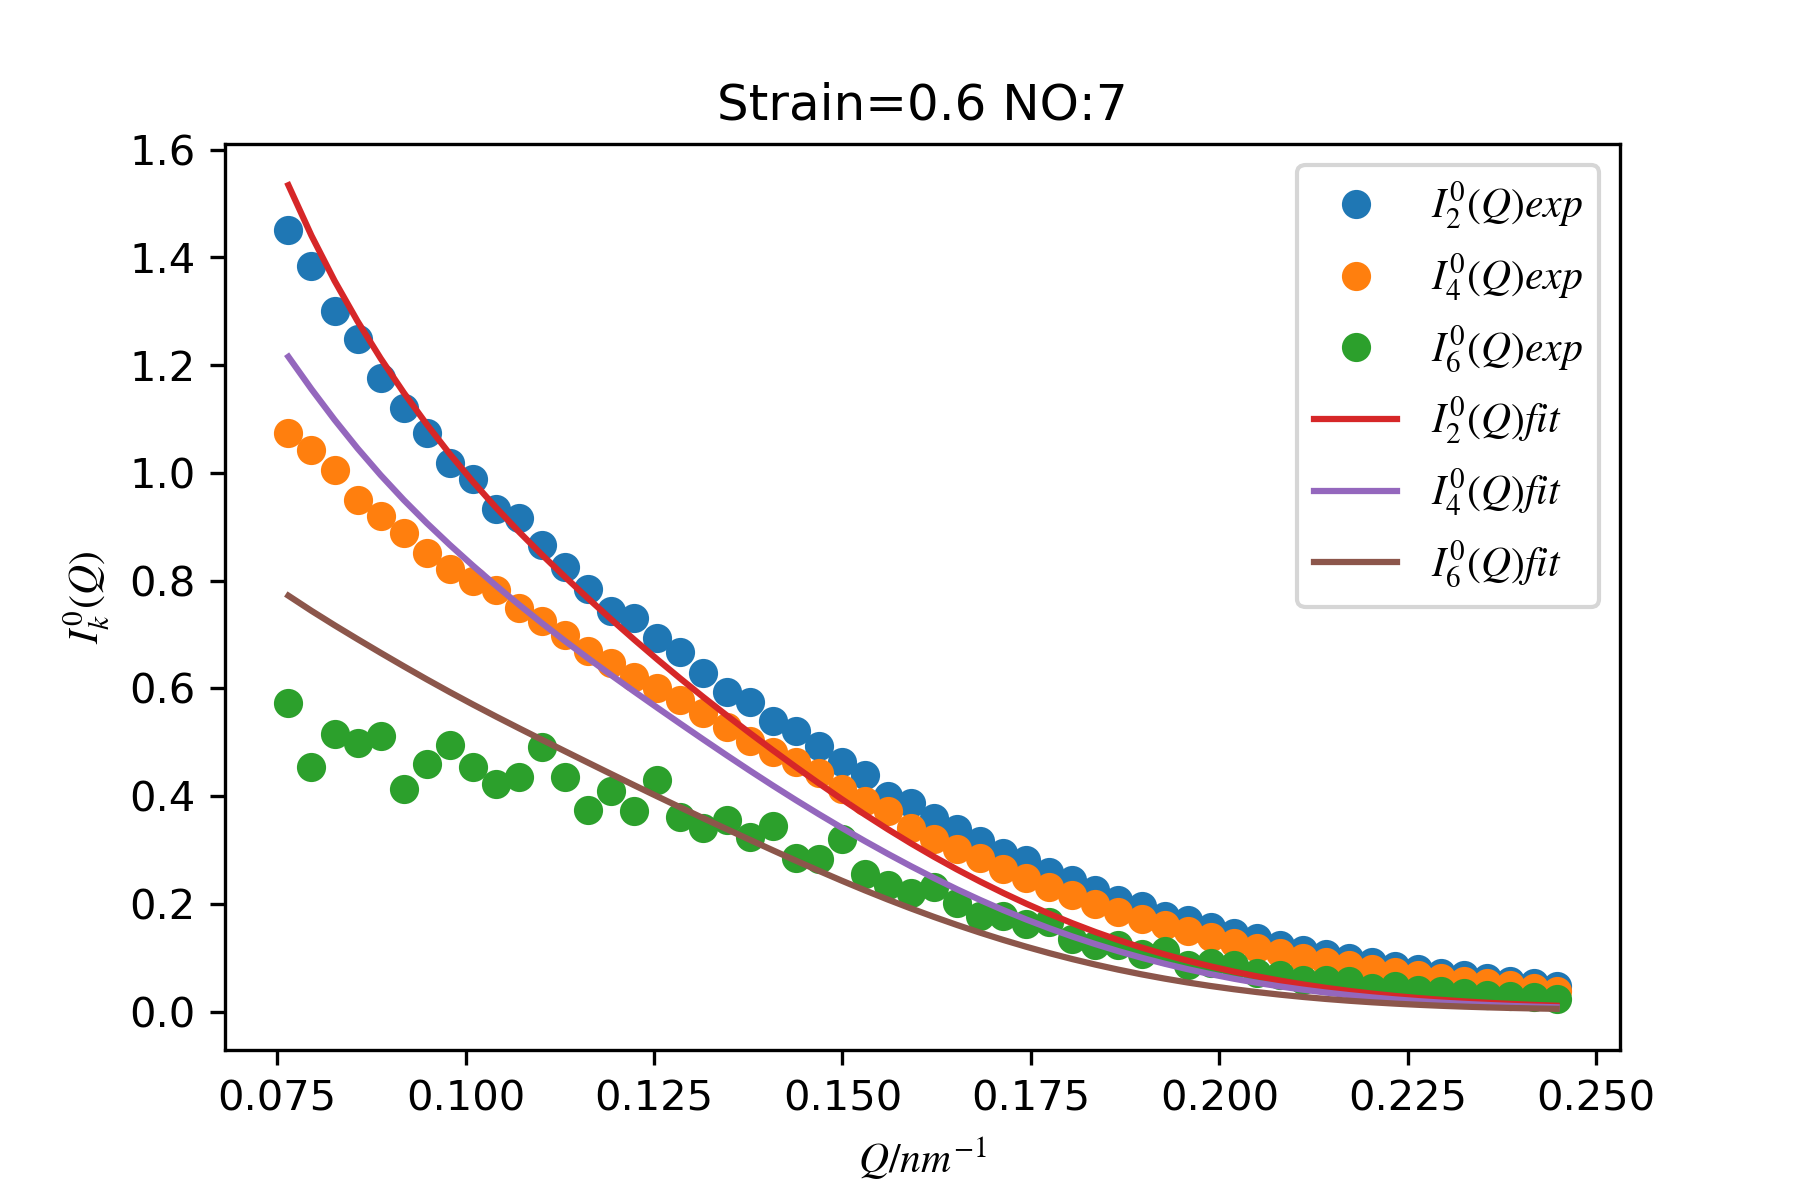 Strain=0.6 NO:7
1.6
1.4
1.2
1.0
0.8
0.6
0.4
0.2
0.0
$I_k^0(Q)$
$I_2^0(Q)exp$
$I_4^0(Q)exp$
$I_6^0(Q)exp$
$I_2^0(Q)fit$
$I_4^0(Q)fit$
$I_6^0(Q)fit$
0.075 0.100 0.125 0.150 0.175 0.200 0.225 0.250
$Q/nm^{-1}$